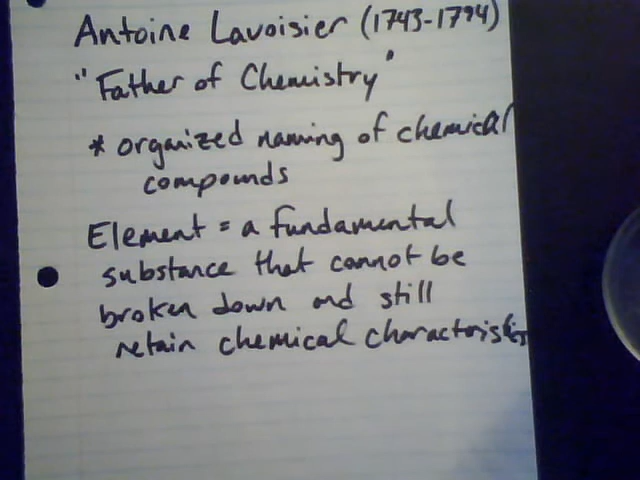 Antoine Lavoisier (1743-1794)
"Father of Chemistry"
* organized naming of chemical
compounds
Element = a fundamental
substance that cannot be
broken down and still
retain chemical characteristics